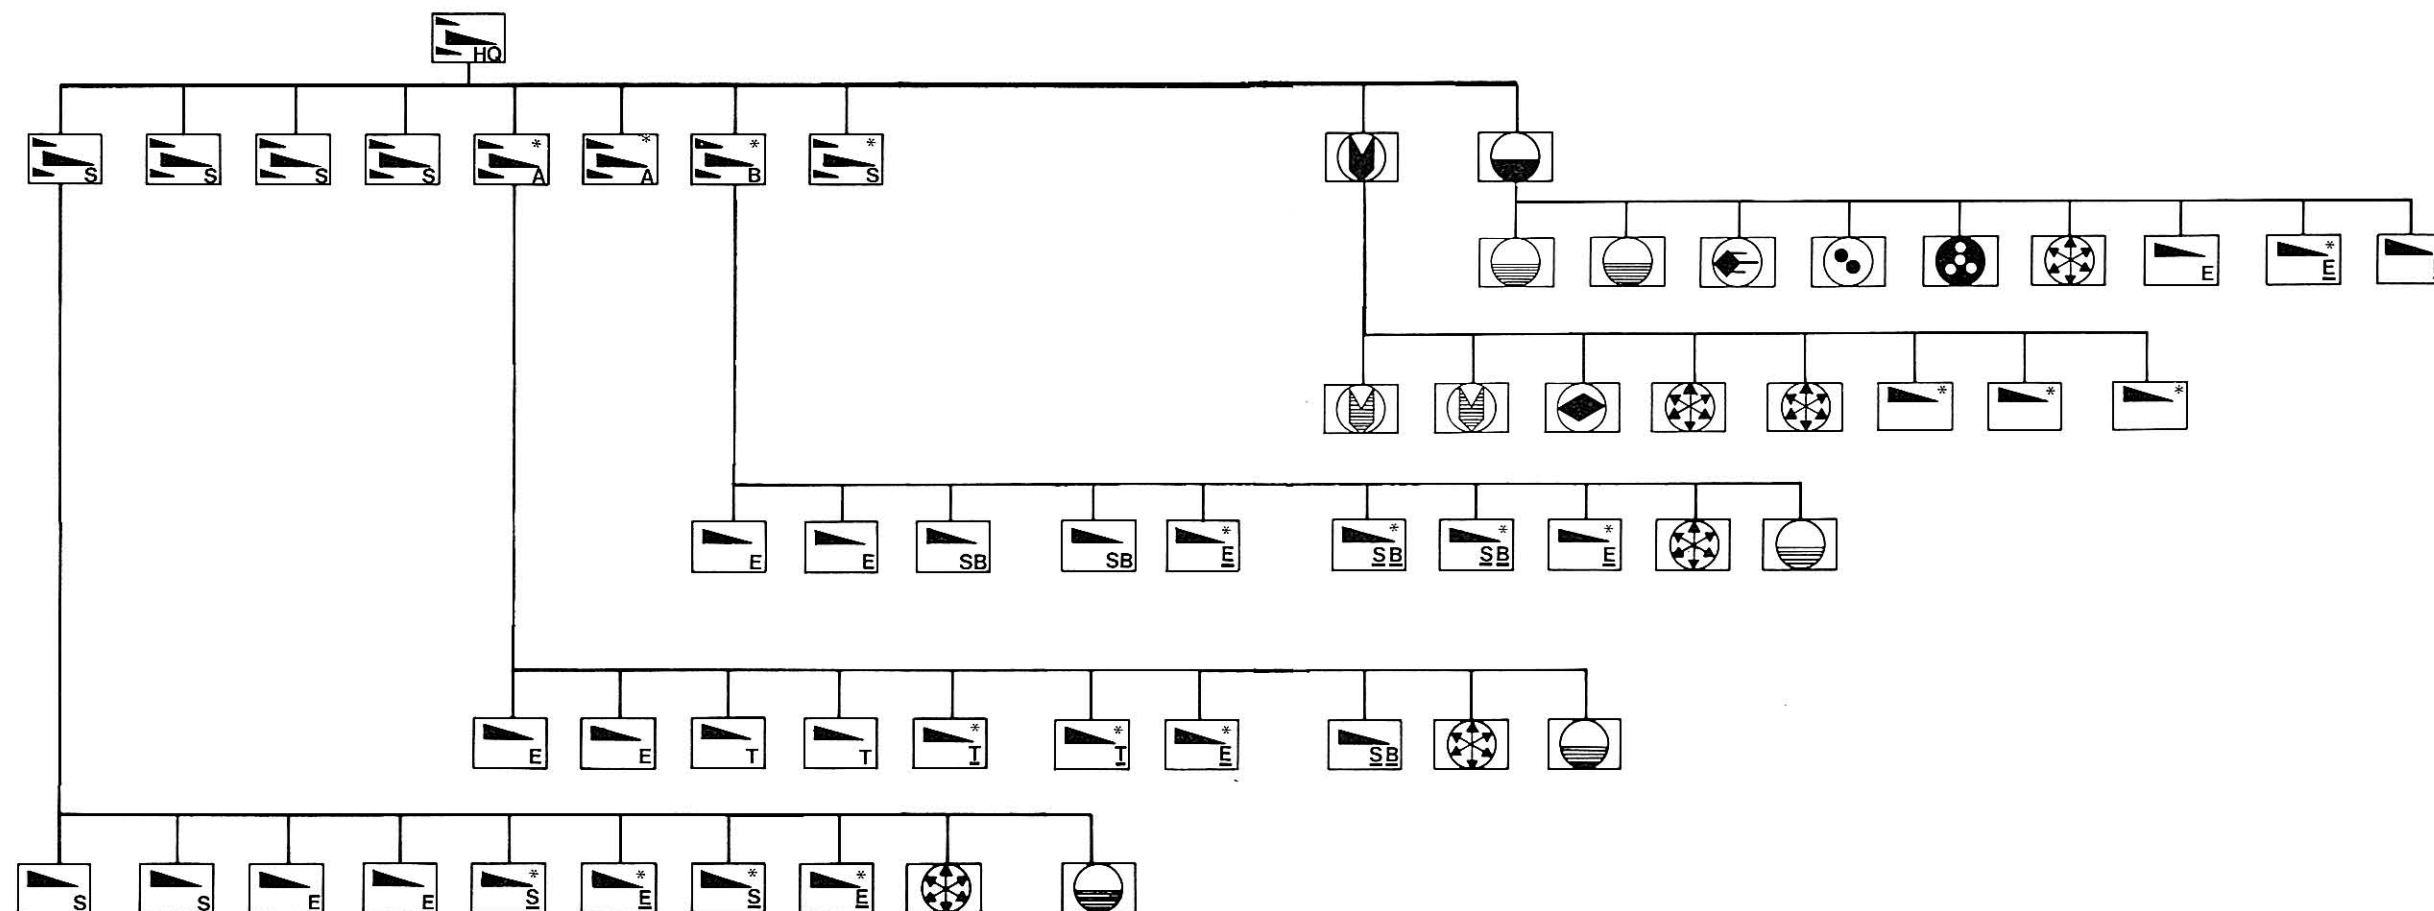 HQ
S S S S * A * A * B * S
E * E
* * *
E E SB SB * E * SB * SB * E
E E T T * T * T * E SB
S S E E * S * E * S * E